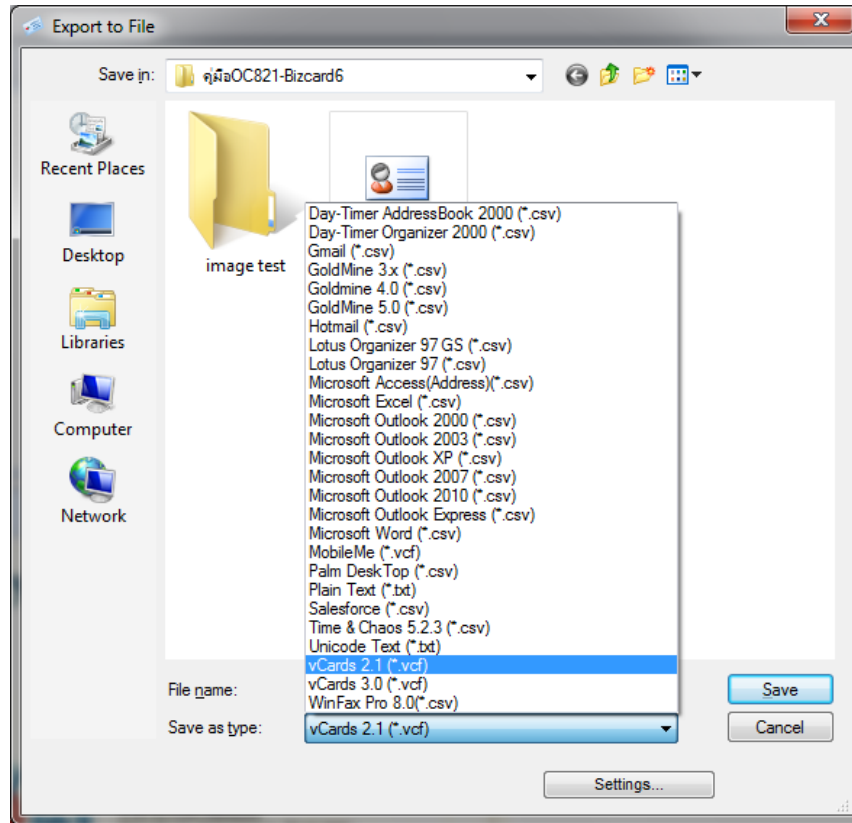 Export to File
Save in:
คู่มือOC821-Bizcard6
Recent Places
Desktop
Libraries
Computer
Network
image test
Day-Timer AddressBook 2000 (*.csv)
Day-Timer Organizer 2000 (*.csv)
Gmail (*.csv)
GoldMine 3.x (*.csv)
Goldmine 4.0 (*.csv)
GoldMine 5.0 (*.csv)
Hotmail (*.csv)
Lotus Organizer 97 GS (*.csv)
Lotus Organizer 97 (*.csv)
Microsoft Access(Address)(*.csv)
Microsoft Excel (*.csv)
Microsoft Outlook 2000 (*.csv)
Microsoft Outlook 2003 (*.csv)
Microsoft Outlook XP (*.csv)
Microsoft Outlook 2007 (*.csv)
Microsoft Outlook 2010 (*.csv)
Microsoft Outlook Express (*.csv)
Microsoft Word (*.csv)
MobileMe (*.vcf)
Palm DeskTop (*.csv)
Plain Text (*.txt)
Salesforce (*.csv)
Time & Chaos 5.2.3 (*.csv)
Unicode Text (*.txt)
vCards 2.1 (*.vcf)
vCards 3.0 (*.vcf)
WinFax Pro 8.0(*.csv)
File name:
Save
Save as type:
vCards 2.1 (*.vcf)
Cancel
Settings...